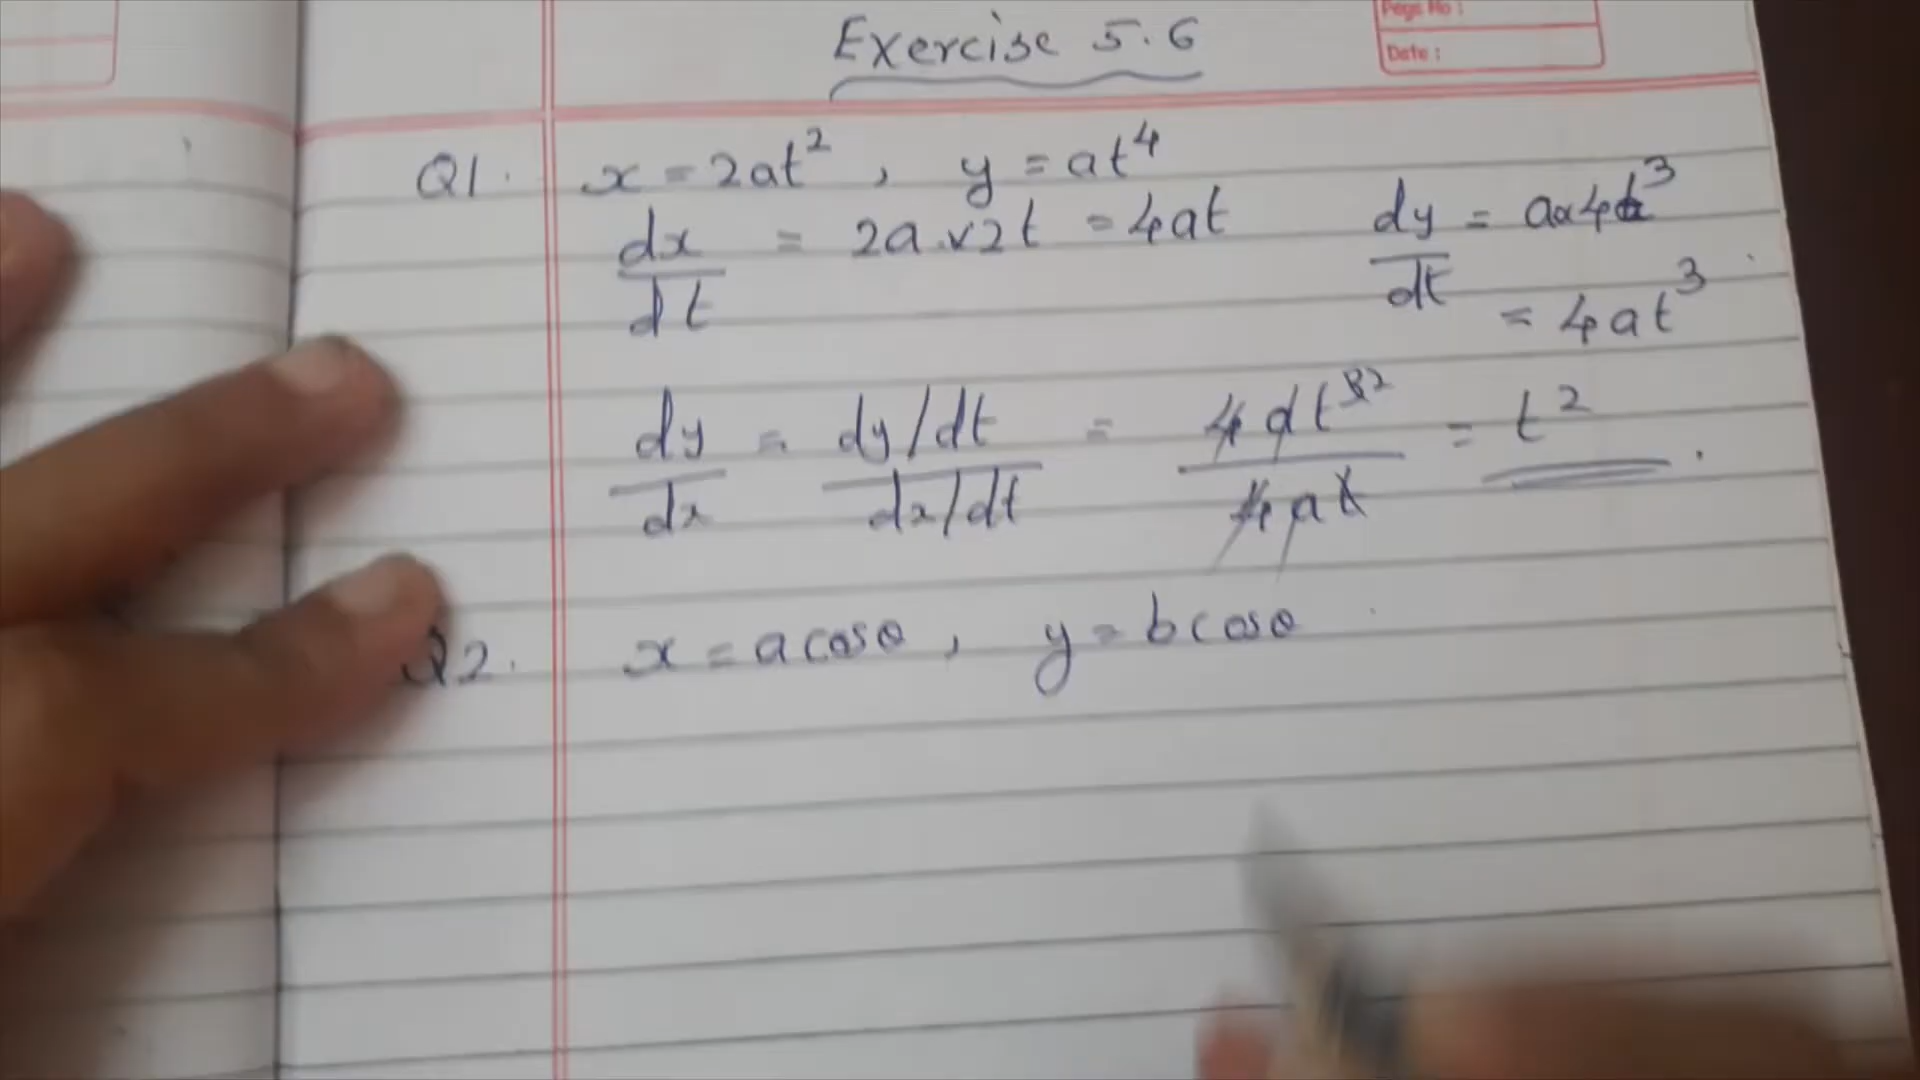 Page No :
Date :
Exercise 5.6
Q1. x = 2at², y = at⁴
dx/dt = 2a x 2t = 4at
dy/dt = a x 4t³
= 4at³
dy/dx = (dy/dt)/(dx/dt) = 4at²/4at = t².
Q2. x = a cosθ, y = b cosθ